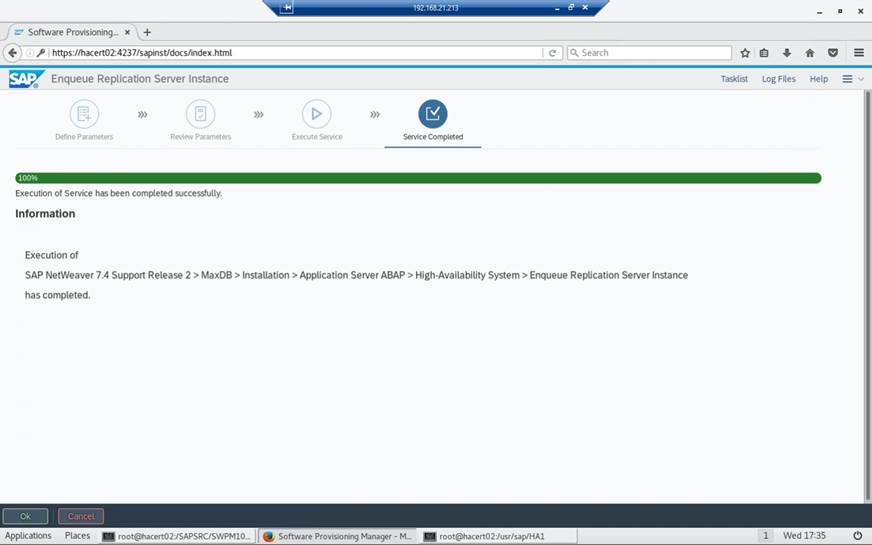 192.168.21.213
Software Provisioning...
https://hacert02:4237/sapinst/docs/index.html
Search
SAP Enqueue Replication Server Instance
Tasklist Log Files Help
Define Parameters Review Parameters Execute Service Service Completed
100%
Execution of Service has been completed successfully.
Information
Execution of
SAP NetWeaver 7.4 Support Release 2 > MaxDB > Installation > Application Server ABAP > High-Availability System > Enqueue Replication Server Instance
has completed.
Ok Cancel
Applications Places root@hacert02:/SAPSRC/SWPM10... Software Provisioning Manager - M... root@hacert02:/usr/sap/HA1 1 Wed 17:35